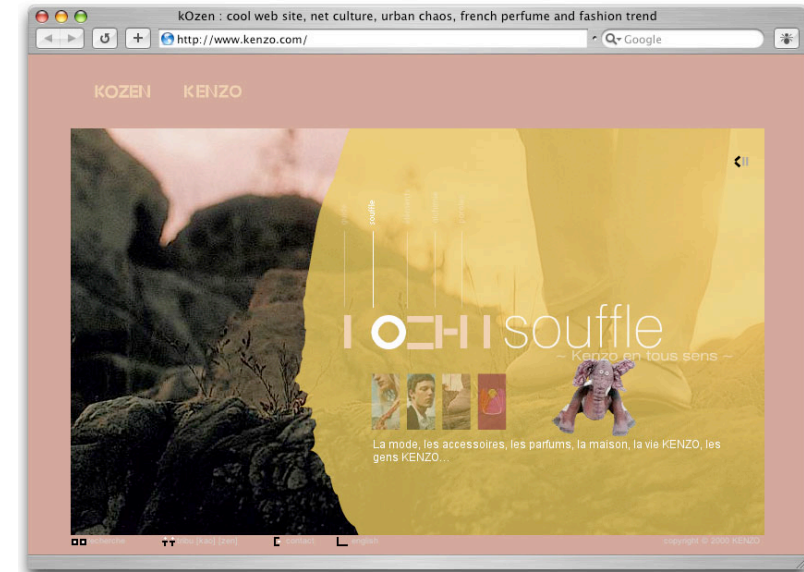 kOzen : cool web site, net culture, urban chaos, french perfume and fashion trend
http://www.kenzo.com/
Google
KOZEN KENZO
souffle
souffle
~ Kenzo en tous sens ~
La mode, les accessoires, les parfums, la maison, la vie KENZO, les
gens KENZO...
recherche
contact
english
copyright © 2000 KENZO